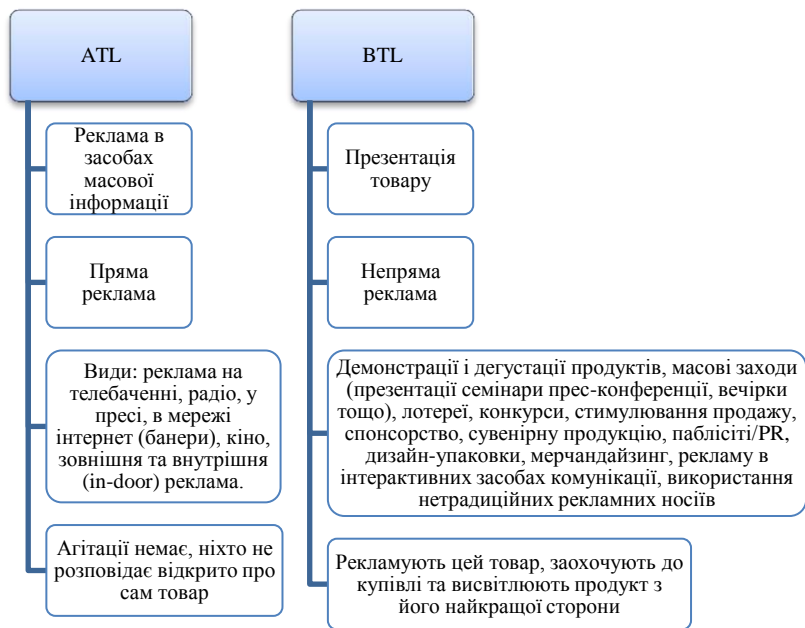 ATL
Реклама в
засобах
масової
інформації
Пряма
реклама
Види: реклама на
телебаченні, радіо, у
пресі, в мережі
інтернет (банери), кіно,
зовнішня та внутрішня
(in-door) реклама.
Агітації немає, ніхто не
розповідає відкрито про
сам товар
BTL
Презентація
товару
Непряма
реклама
Демонстрації і дегустації продуктів, масові заходи
(презентації семінари прес-конференції, вечірки
тощо), лотереї, конкурси, стимулювання продажу,
спонсорство, сувенірну продукцію, паблісіті/PR,
дизайн-упаковки, мерчандайзинг, рекламу в
інтерактивних засобах комунікації, використання
нетрадиційних рекламних носіїв
Рекламують цей товар, заохочують до
купівлі та висвітлюють продукт з
його найкращої сторони